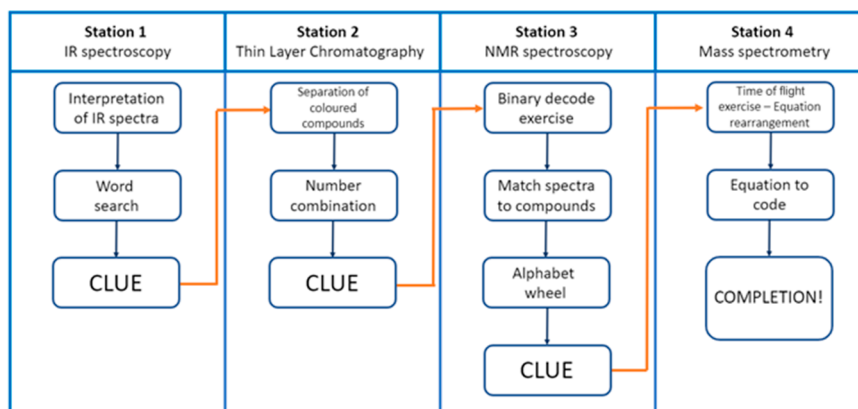 Station 1
IR spectroscopy
Station 2
Thin Layer Chromatography
Station 3
NMR spectroscopy
Station 4
Mass spectrometry
Interpretation
of IR spectra
Word
search
CLUE
Separation of
coloured
compounds
Number
combination
CLUE
Binary decode
exercise
Match spectra
to compounds
Alphabet
wheel
CLUE
Time of flight
exercise – Equation
rearrangement
Equation to
code
COMPLETION!